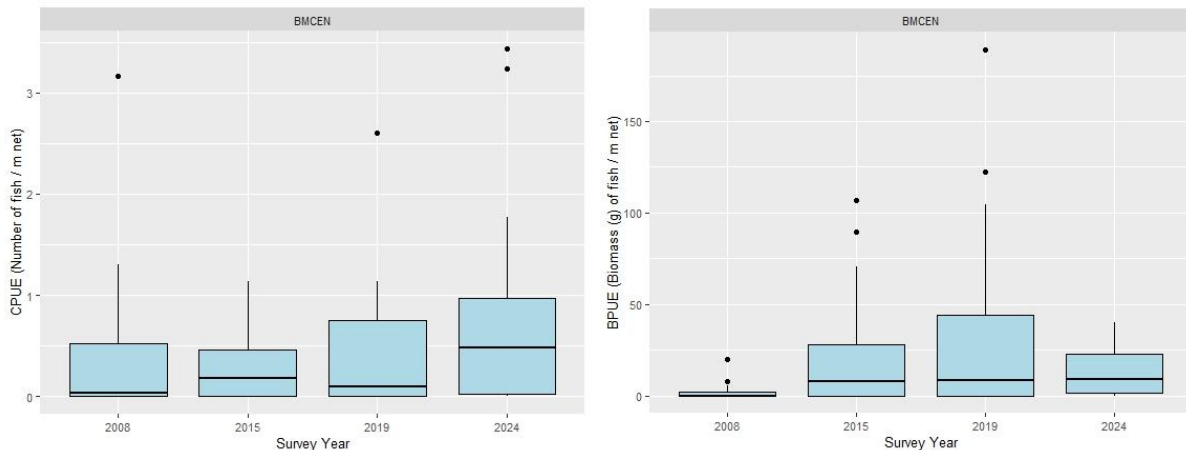 BMCEN
CPUE (Number of fish / m net)
3
2
1
0
2008 2015 2019 2024
Survey Year
BMCEN
BPUE (Biomass (g) of fish / m net)
150
100
50
0
2008 2015 2019 2024
Survey Year